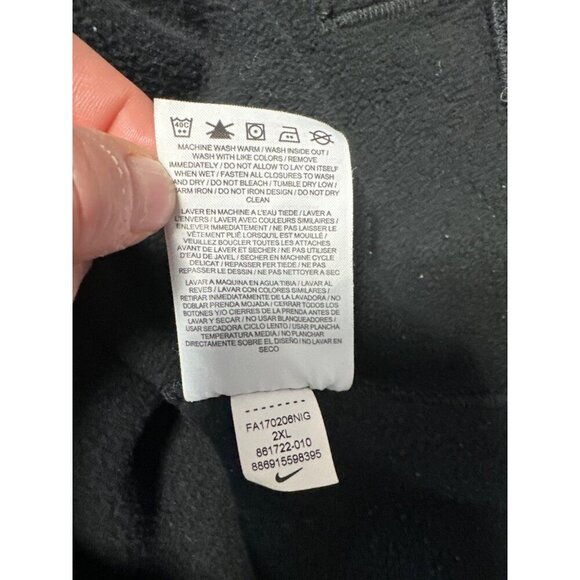 40C
MACHINE WASH WARM / WASH INSIDE OUT /
WASH WITH LIKE COLORS / REMOVE
IMMEDIATELY / DO NOT ALLOW TO LAY ON ITSELF
WHEN WET / FASTEN ALL CLOSURES TO WASH
AND DRY / DO NOT BLEACH / TUMBLE DRY LOW /
WARM IRON / DO NOT IRON DESIGN / DO NOT DRY
CLEAN
LAVER EN MACHINE A L'EAU TIEDE / LAVER A
L'ENVERS / LAVER AVEC COULEURS SIMILAIRES /
ENLEVER IMMEDIATEMENT / NE PAS LAISSER LE
VÊTEMENT PLIÉ LORSQU'IL EST MOUILLÉ /
VEUILLEZ BOUCLER TOUTES LES ATTACHES
AVANT DE LAVER ET SECHER / NE PAS UTILISER
D'EAU DE JAVEL / SECHER EN MACHINE CYCLE
DELICAT / REPASSER FER TIEDE / NE PAS
REPASSER LE DESSIN / NE PAS NETTOYER A SEC
LAVAR A MAQUINA EN AGUA TIBIA / LAVAR AL
REVES / LAVAR CON COLORES SIMILARES /
RETIRAR INMEDIATAMENTE DE LA LAVADORA / NO
DOBLAR PRENDA MOJADA / CERRAR TODO LOS
BOTONES Y/O CIERRES DE LA PRENDA ANTES DE
LAVAR Y SECAR / NO USAR BLANQUEADORES /
USAR SECADORA CICLO LENTO / USAR PLANCHA
TEMPERATURA MEDIA / NO PLANCHAR
DIRECTAMENTE SOBRE EL DISEÑO / NO LAVAR EN
SECO
FA170206NIG
2XL
861722-010
886915598395